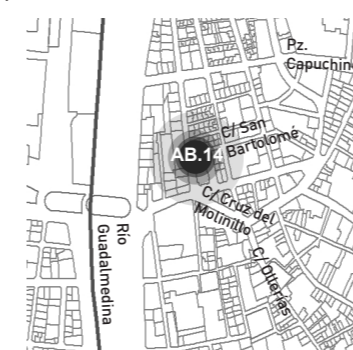 Pz.
Capuchin
C/ San
Bartolomé
AB.14
C/ Cruz del
Molinillo
Río
Guadalmedina
C/ Ollerías